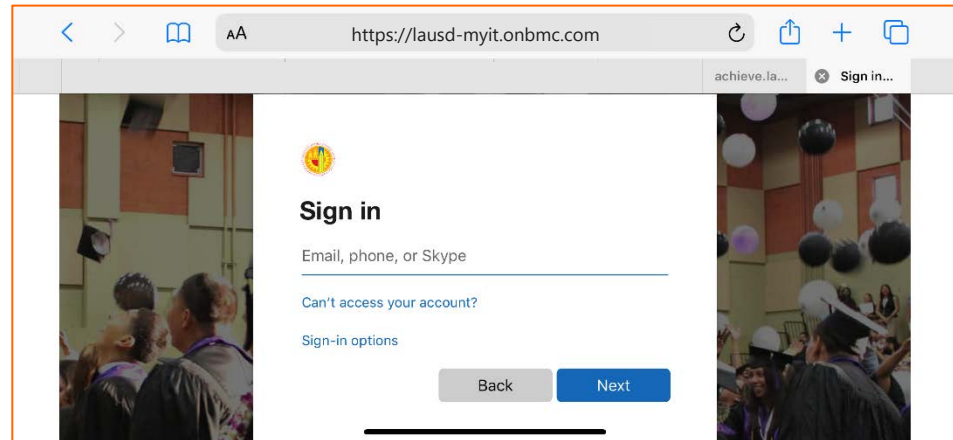 AA
https://lausd-myit.onbmc.com
achieve.la...
Sign in...
Sign in
Email, phone, or Skype
Can't access your account?
Sign-in options
Back
Next